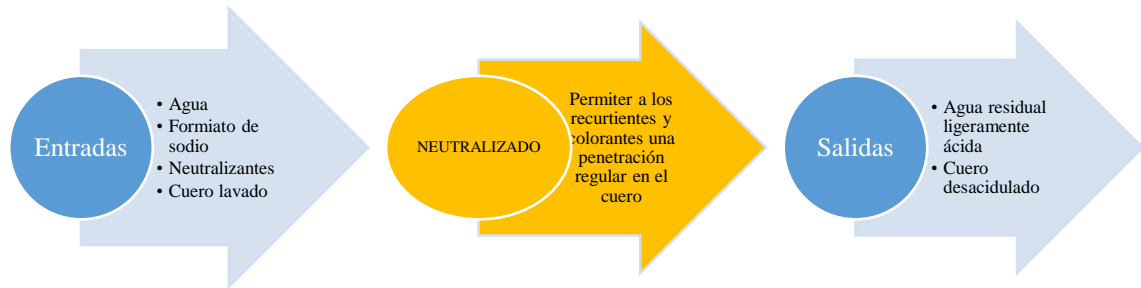 Entradas
• Agua
• Formiato de
sodio
• Neutralizantes
• Cuero lavado
NEUTRALIZADO
Permiter a los
recurtientes y
colorantes una
penetración
regular en el
cuero
Salidas
• Agua residual
ligeramente
ácida
• Cuero
desacidulado